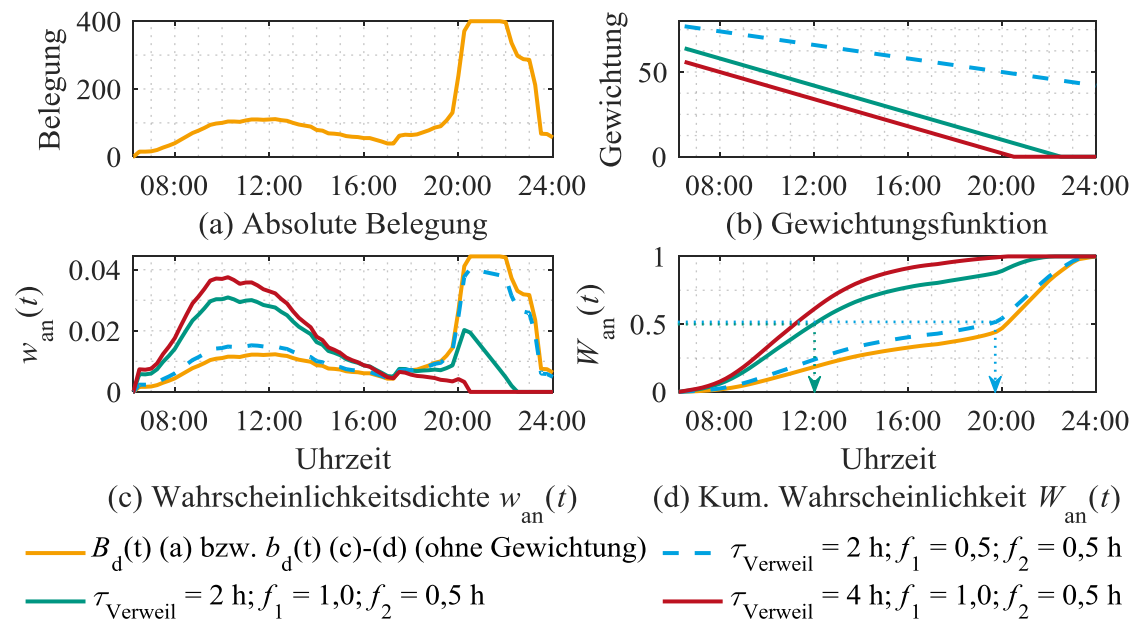 400
200
0
Belegung
08:00 12:00 16:00 20:00 24:00
(a) Absolute Belegung
50
0
Gewichtung
08:00 12:00 16:00 20:00 24:00
(b) Gewichtungsfunktion
0.04
0.02
0
w_an(t)
08:00 12:00 16:00 20:00 24:00
Uhrzeit
(c) Wahrscheinlichkeitsdichte w_an(t)
1
0.5
0
W_an(t)
08:00 12:00 16:00 20:00 24:00
Uhrzeit
(d) Kum. Wahrscheinlichkeit W_an(t)
B_d(t) (a) bzw. b_d(t) (c)-(d) (ohne Gewichtung)
τ_Verweil = 2 h; f_1 = 1,0; f_2 = 0,5 h
τ_Verweil = 2 h; f_1 = 0,5; f_2 = 0,5 h
τ_Verweil = 4 h; f_1 = 1,0; f_2 = 0,5 h